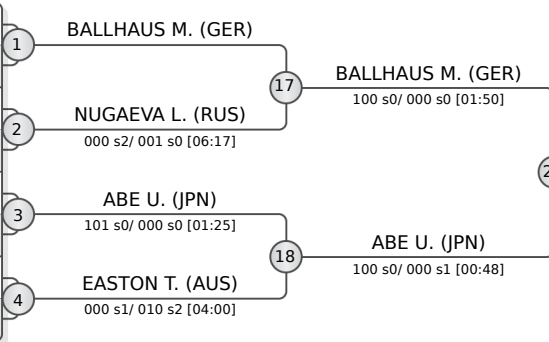 BALLHAUS M. (GER)
1
17
BALLHAUS M. (GER)
100 s0/ 000 s0 [01:50]
NUGAEVA L. (RUS)
2
000 s2/ 001 s0 [06:17]
ABE U. (JPN)
3
101 s0/ 000 s0 [01:25]
18
ABE U. (JPN)
100 s0/ 000 s1 [00:48]
EASTON T. (AUS)
4
000 s1/ 010 s2 [04:00]